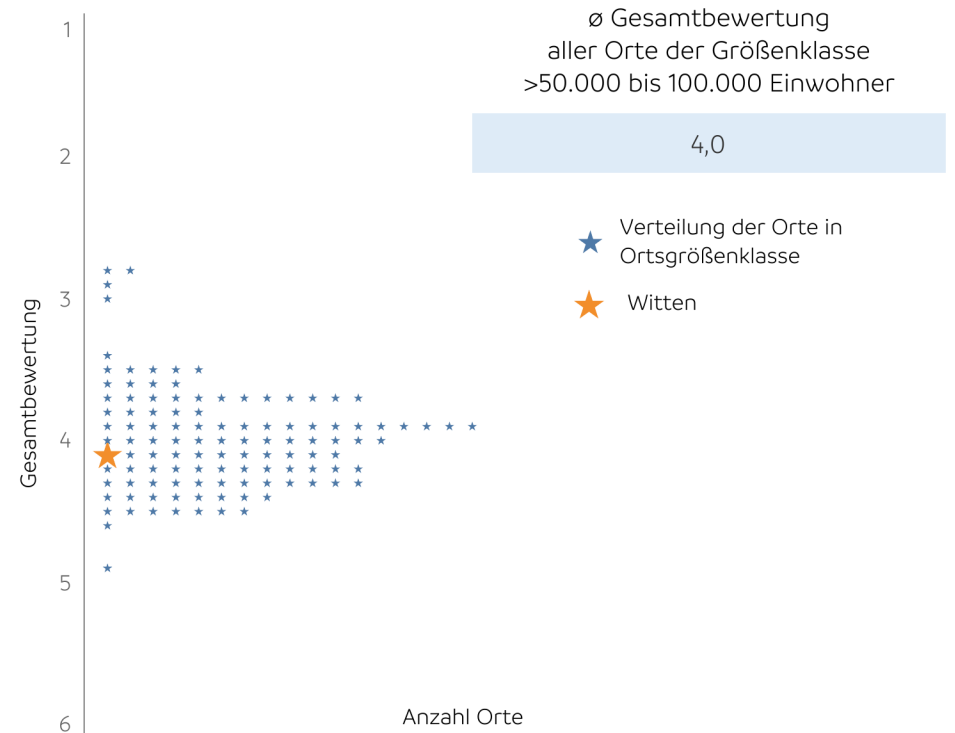 ø Gesamtbewertung
aller Orte der Größenklasse
>50.000 bis 100.000 Einwohner
4,0
Verteilung der Orte in
Ortsgrößenklasse
Witten
Gesamtbewertung
1
2
3
4
5
6
Anzahl Orte